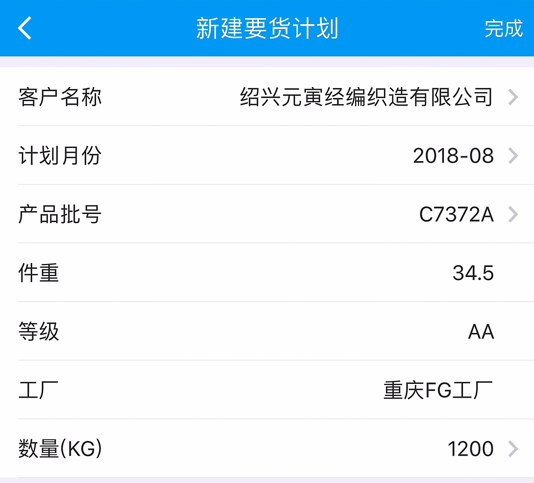 新建要货计划 完成
客户名称 绍兴元寅经编织造有限公司
计划月份 2018-08
产品批号 C7372A
件重 34.5
等级 AA
工厂 重庆FG工厂
数量(KG) 1200